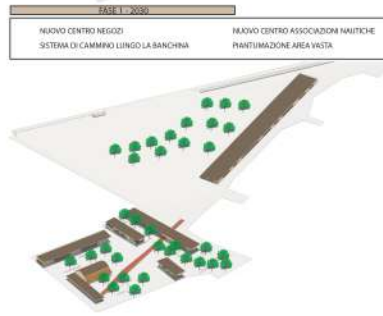 FASE 1 : 2030
NUOVO CENTRO NEGOZI
NUOVO CENTRO ASSOCIAZIONI NAUTICHE
SISTEMA DI CAMMINO LUNGO LA BANCHINA
PIANTUMAZIONE AREA VASTA